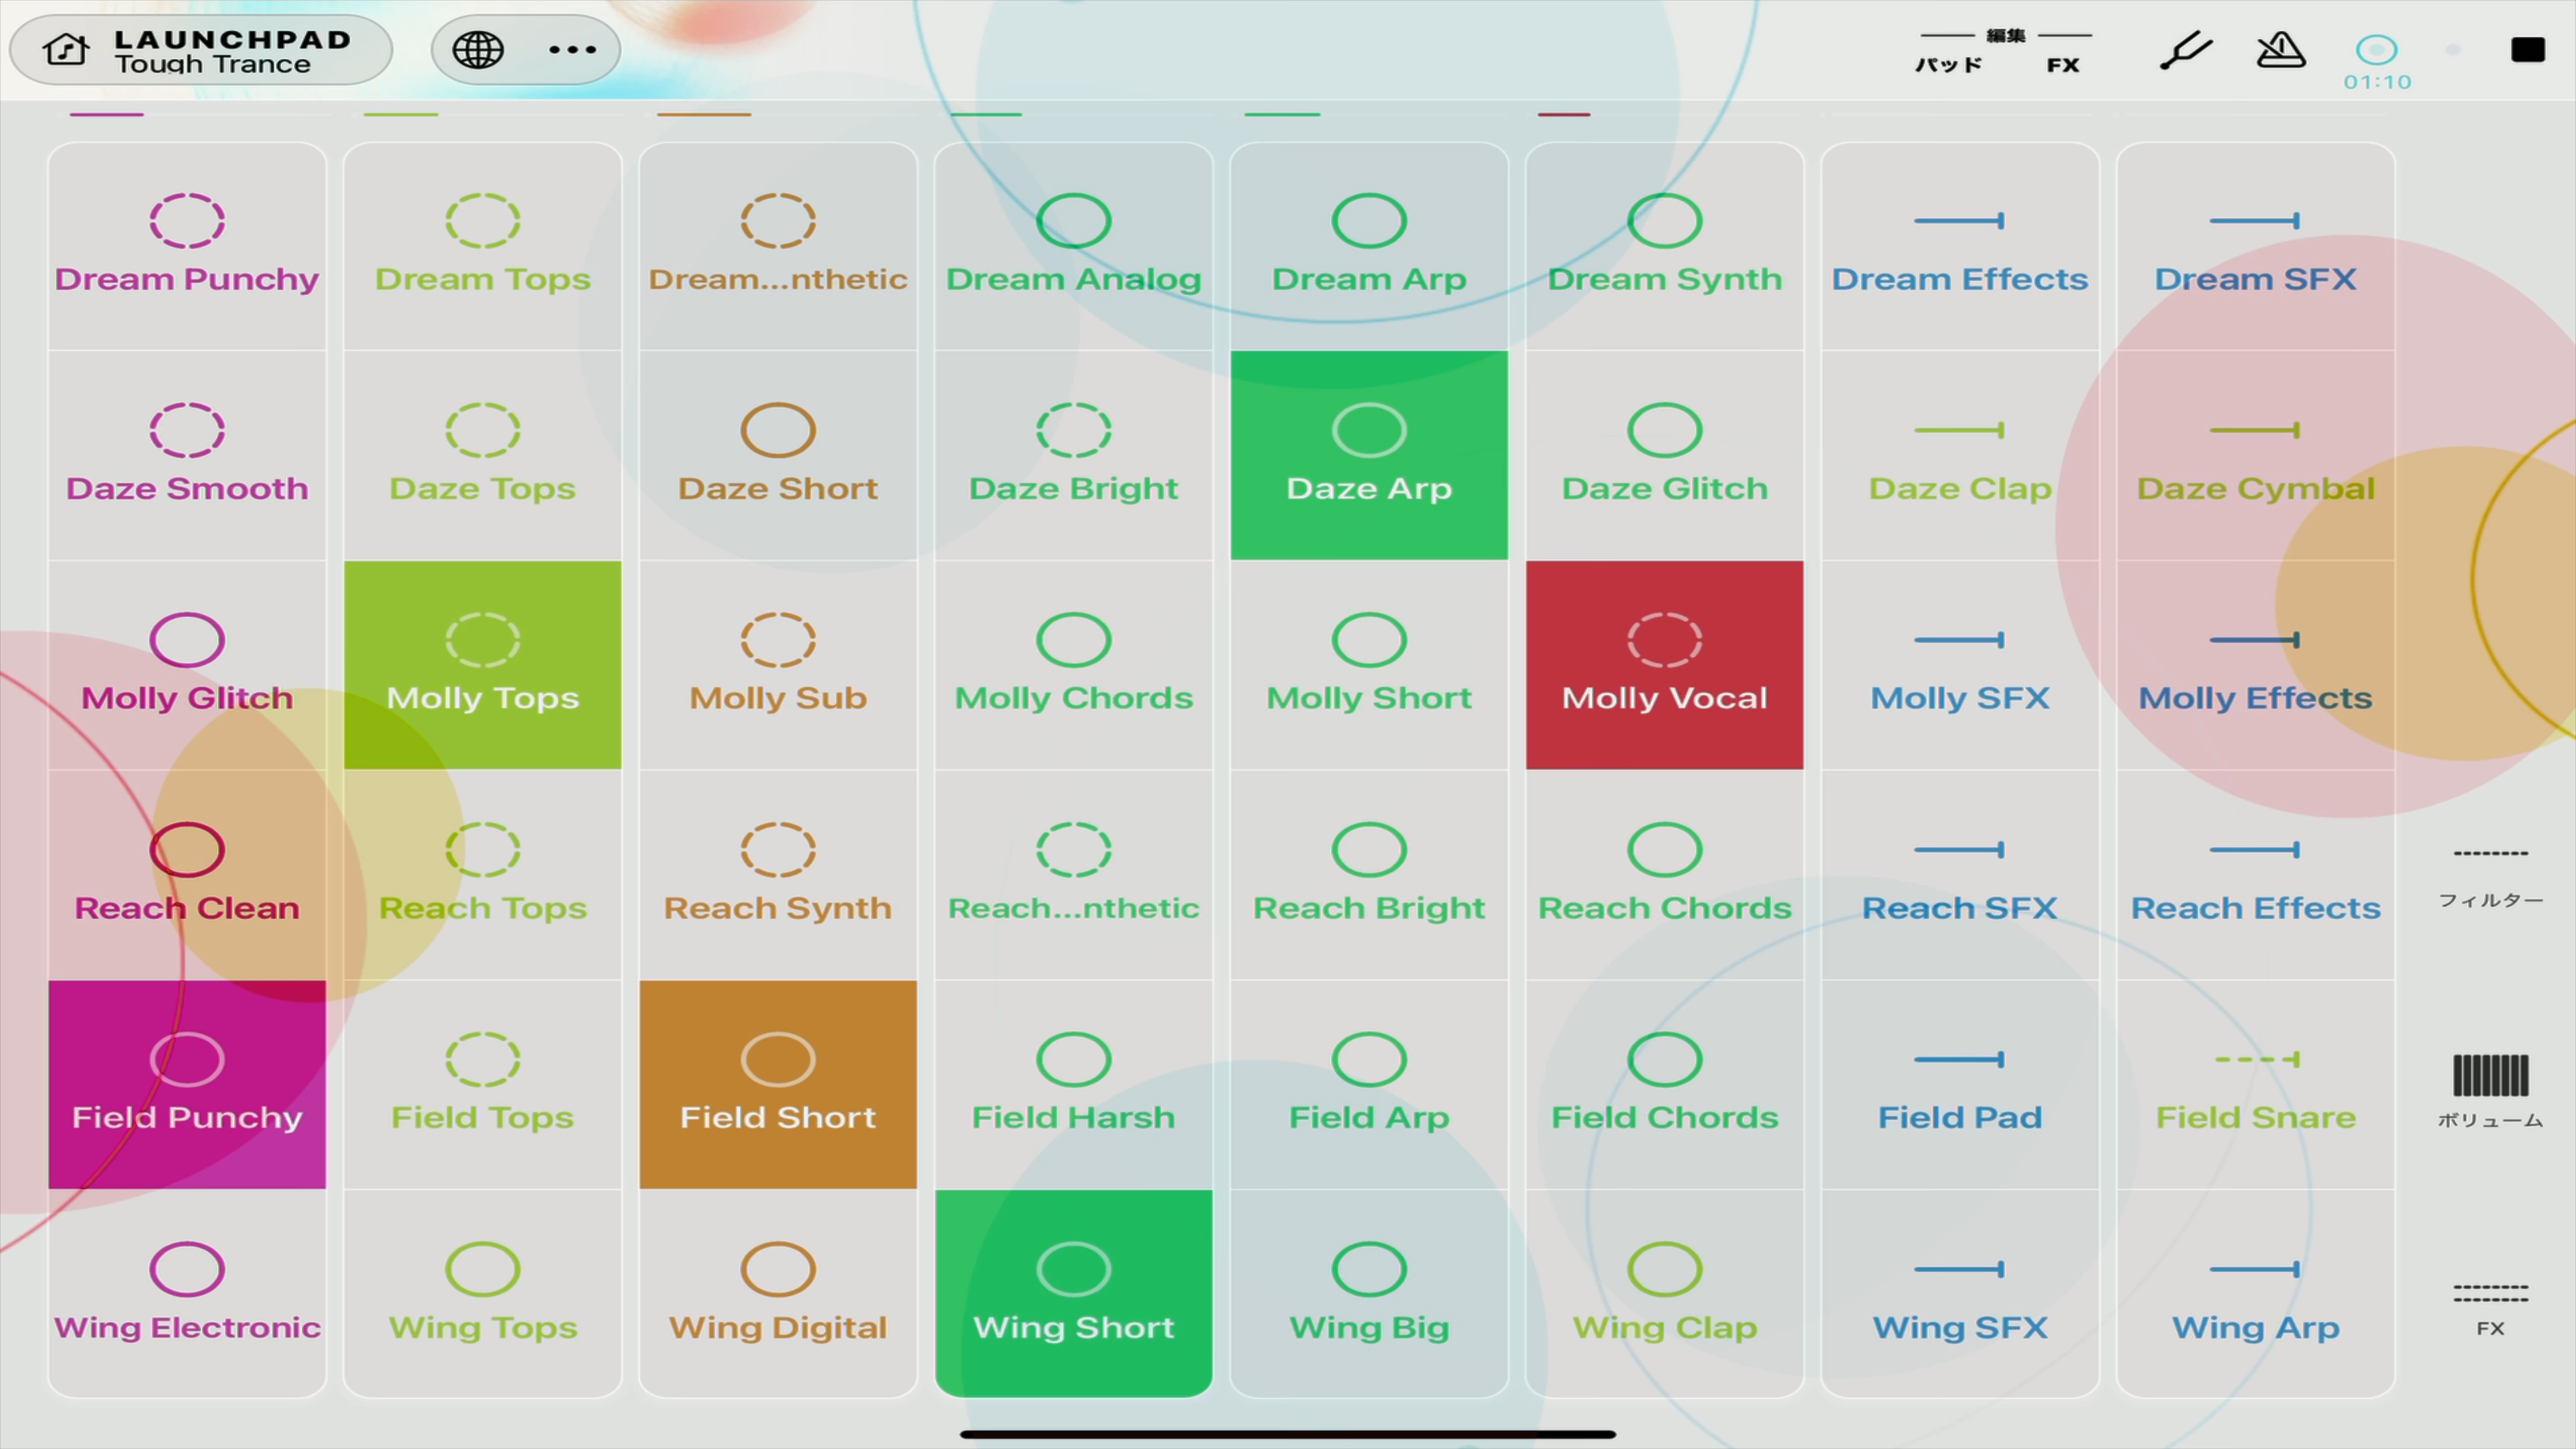 LAUNCHPAD
Tough Trance
編集
パッド FX
01:10
Dream Punchy Dream Tops Dream...nthetic Dream Analog Dream Arp Dream Synth Dream Effects Dream SFX
Daze Smooth Daze Tops Daze Short Daze Bright Daze Arp Daze Glitch Daze Clap Daze Cymbal
Molly Glitch Molly Tops Molly Sub Molly Chords Molly Short Molly Vocal Molly SFX Molly Effects
Reach Clean Reach Tops Reach Synth Reach...nthetic Reach Bright Reach Chords Reach SFX Reach Effects
フィルター
Field Punchy Field Tops Field Short Field Harsh Field Arp Field Chords Field Pad Field Snare
ボリューム
Wing Electronic Wing Tops Wing Digital Wing Short Wing Big Wing Clap Wing SFX Wing Arp
FX